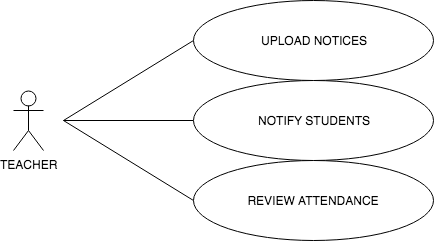 UPLOAD NOTICES
NOTIFY STUDENTS
TEACHER
REVIEW ATTENDANCE